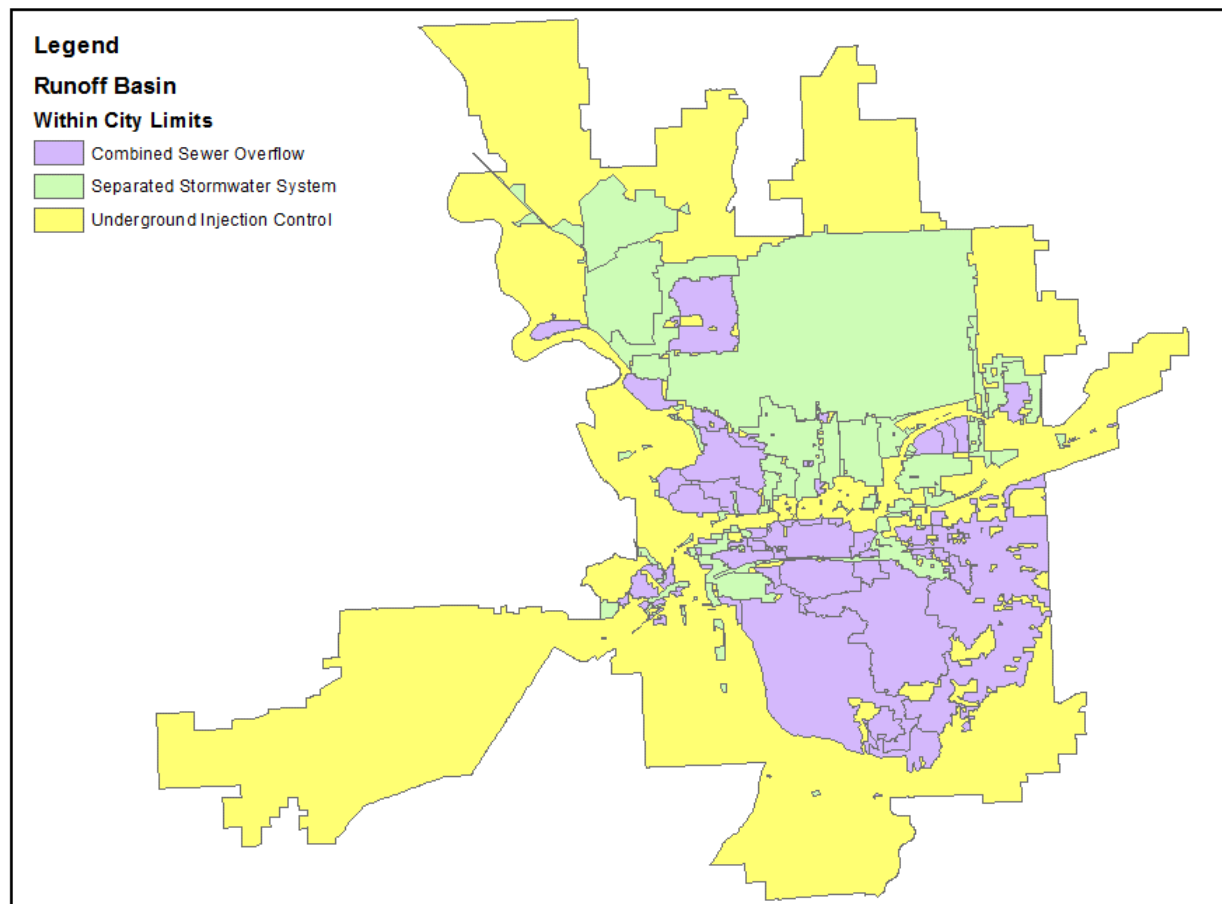 Legend
Runoff Basin
Within City Limits
Combined Sewer Overflow
Separated Stormwater System
Underground Injection Control